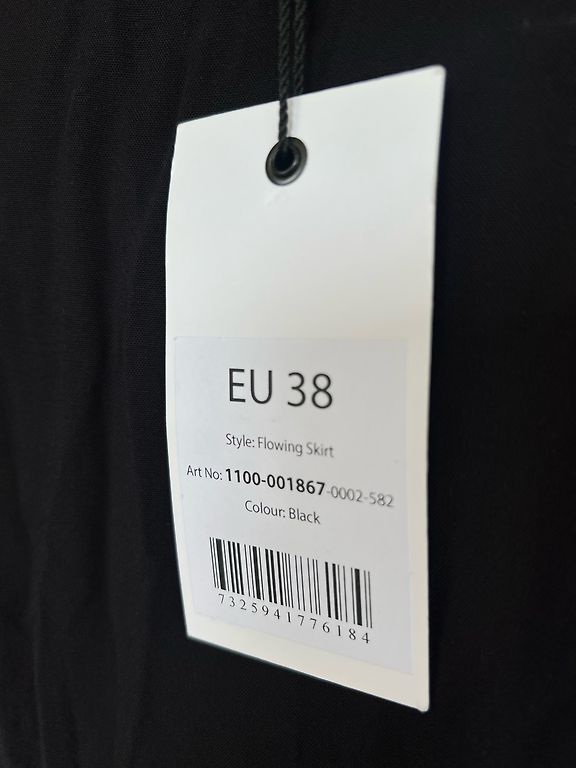 EU 38
Style: Flowing Skirt
Art No: 1100-001867-0002-582
Colour: Black
7325941776184